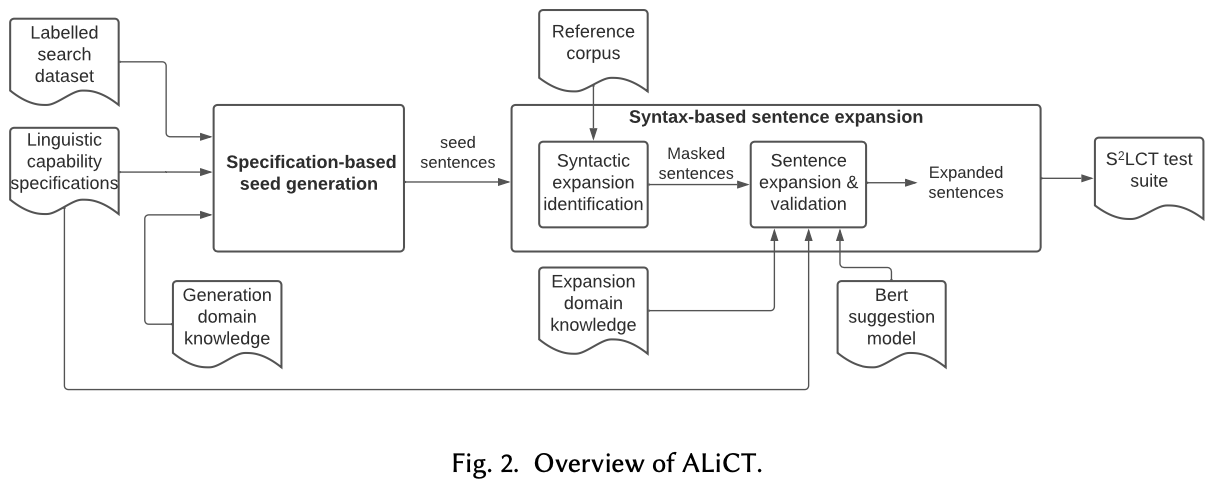 Labelled
search
dataset
Reference
corpus
Linguistic
capability
specifications
Specification-based
seed generation
seed
sentences
Syntax-based sentence expansion
Syntactic
expansion
identification
Masked
sentences
Sentence
expansion &
validation
Expanded
sentences
S²LCT test
suite
Generation
domain
knowledge
Expansion
domain
knowledge
Bert
suggestion
model
Fig. 2. Overview of ALiCT.